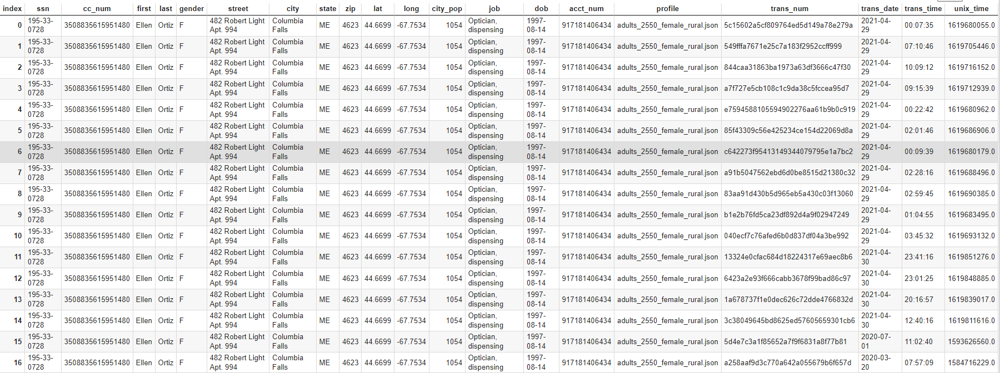 index ssn cc_num first last gender street city state zip lat long city_pop job dob acct_num profile trans_num trans_date trans_time unix_time
0 195-33-0728 3508835615951480 Ellen Ortiz F 482 Robert Light Apt. 994 Columbia Falls ME 4623 44.6699 -67.7534 1054 Optician, dispensing 1997-08-14 917181406434 adults_2550_female_rural.json 5c15602a5cf809764ed5d149a78e279a 2021-04-29 00:07:35 1619680055.0
1 195-33-0728 3508835615951480 Ellen Ortiz F 482 Robert Light Apt. 994 Columbia Falls ME 4623 44.6699 -67.7534 1054 Optician, dispensing 1997-08-14 917181406434 adults_2550_female_rural.json 549fffa7671e25c7a183f2952ccff999 2021-04-29 07:10:46 1619705446.0
2 195-33-0728 3508835615951480 Ellen Ortiz F 482 Robert Light Apt. 994 Columbia Falls ME 4623 44.6699 -67.7534 1054 Optician, dispensing 1997-08-14 917181406434 adults_2550_female_rural.json 844caa31863ba1973a63df3666c47f30 2021-04-29 10:09:12 1619716152.0
3 195-33-0728 3508835615951480 Ellen Ortiz F 482 Robert Light Apt. 994 Columbia Falls ME 4623 44.6699 -67.7534 1054 Optician, dispensing 1997-08-14 917181406434 adults_2550_female_rural.json a7f727e5cb108c1c9da38c5fccea95d7 2021-04-29 09:15:39 1619712939.0
4 195-33-0728 3508835615951480 Ellen Ortiz F 482 Robert Light Apt. 994 Columbia Falls ME 4623 44.6699 -67.7534 1054 Optician, dispensing 1997-08-14 917181406434 adults_2550_female_rural.json e7594588105594902276aa61b9b0c919 2021-04-29 00:22:42 1619680962.0
5 195-33-0728 3508835615951480 Ellen Ortiz F 482 Robert Light Apt. 994 Columbia Falls ME 4623 44.6699 -67.7534 1054 Optician, dispensing 1997-08-14 917181406434 adults_2550_female_rural.json 85f43309c56e425234ce154d22069d8a 2021-04-29 02:01:46 1619686906.0
6 195-33-0728 3508835615951480 Ellen Ortiz F 482 Robert Light Apt. 994 Columbia Falls ME 4623 44.6699 -67.7534 1054 Optician, dispensing 1997-08-14 917181406434 adults_2550_female_rural.json c642273f95413149344079795e1a7bc2 2021-04-29 00:09:39 1619680179.0
7 195-33-0728 3508835615951480 Ellen Ortiz F 482 Robert Light Apt. 994 Columbia Falls ME 4623 44.6699 -67.7534 1054 Optician, dispensing 1997-08-14 917181406434 adults_2550_female_rural.json a91b5047562ebd6d0be8515d21380c32 2021-04-29 02:28:16 1619688496.0
8 195-33-0728 3508835615951480 Ellen Ortiz F 482 Robert Light Apt. 994 Columbia Falls ME 4623 44.6699 -67.7534 1054 Optician, dispensing 1997-08-14 917181406434 adults_2550_female_rural.json 83aa91d430b5d965eb5a430c03f13060 2021-04-29 02:59:45 1619690385.0
9 195-33-0728 3508835615951480 Ellen Ortiz F 482 Robert Light Apt. 994 Columbia Falls ME 4623 44.6699 -67.7534 1054 Optician, dispensing 1997-08-14 917181406434 adults_2550_female_rural.json b1e2b76fd5ca23df892d4a9f02947249 2021-04-29 01:04:55 1619683495.0
10 195-33-0728 3508835615951480 Ellen Ortiz F 482 Robert Light Apt. 994 Columbia Falls ME 4623 44.6699 -67.7534 1054 Optician, dispensing 1997-08-14 917181406434 adults_2550_female_rural.json 040ecf7c76afed6b0d837df04a3be992 2021-04-29 03:45:32 1619693132.0
11 195-33-0728 3508835615951480 Ellen Ortiz F 482 Robert Light Apt. 994 Columbia Falls ME 4623 44.6699 -67.7534 1054 Optician, dispensing 1997-08-14 917181406434 adults_2550_female_rural.json 13324e0cfac684d18224317e69aec8b6 2021-04-30 23:41:16 1619851276.0
12 195-33-0728 3508835615951480 Ellen Ortiz F 482 Robert Light Apt. 994 Columbia Falls ME 4623 44.6699 -67.7534 1054 Optician, dispensing 1997-08-14 917181406434 adults_2550_female_rural.json 6423a2e93f666cabb3678f99bad86c97 2021-04-30 23:01:25 1619848885.0
13 195-33-0728 3508835615951480 Ellen Ortiz F 482 Robert Light Apt. 994 Columbia Falls ME 4623 44.6699 -67.7534 1054 Optician, dispensing 1997-08-14 917181406434 adults_2550_female_rural.json 1a678737f1e0dec626c72dde4766832d 2021-04-30 20:16:57 1619839017.0
14 195-33-0728 3508835615951480 Ellen Ortiz F 482 Robert Light Apt. 994 Columbia Falls ME 4623 44.6699 -67.7534 1054 Optician, dispensing 1997-08-14 917181406434 adults_2550_female_rural.json 3c38049645bd8625ed57605659301cb6 2021-04-30 12:40:16 1619811616.0
15 195-33-0728 3508835615951480 Ellen Ortiz F 482 Robert Light Apt. 994 Columbia Falls ME 4623 44.6699 -67.7534 1054 Optician, dispensing 1997-08-14 917181406434 adults_2550_female_rural.json 5d4e7c3a1f85652a7f9f6831a8f77b81 2020-07-01 11:02:40 1593626560.0
16 195-33-0728 3508835615951480 Ellen Ortiz F 482 Robert Light Apt. 994 Columbia Falls ME 4623 44.6699 -67.7534 1054 Optician, dispensing 1997-08-14 917181406434 adults_2550_female_rural.json a258aaf9d3c770a642a055679b6f657d 2020-03-20 07:57:09 1584716229.0